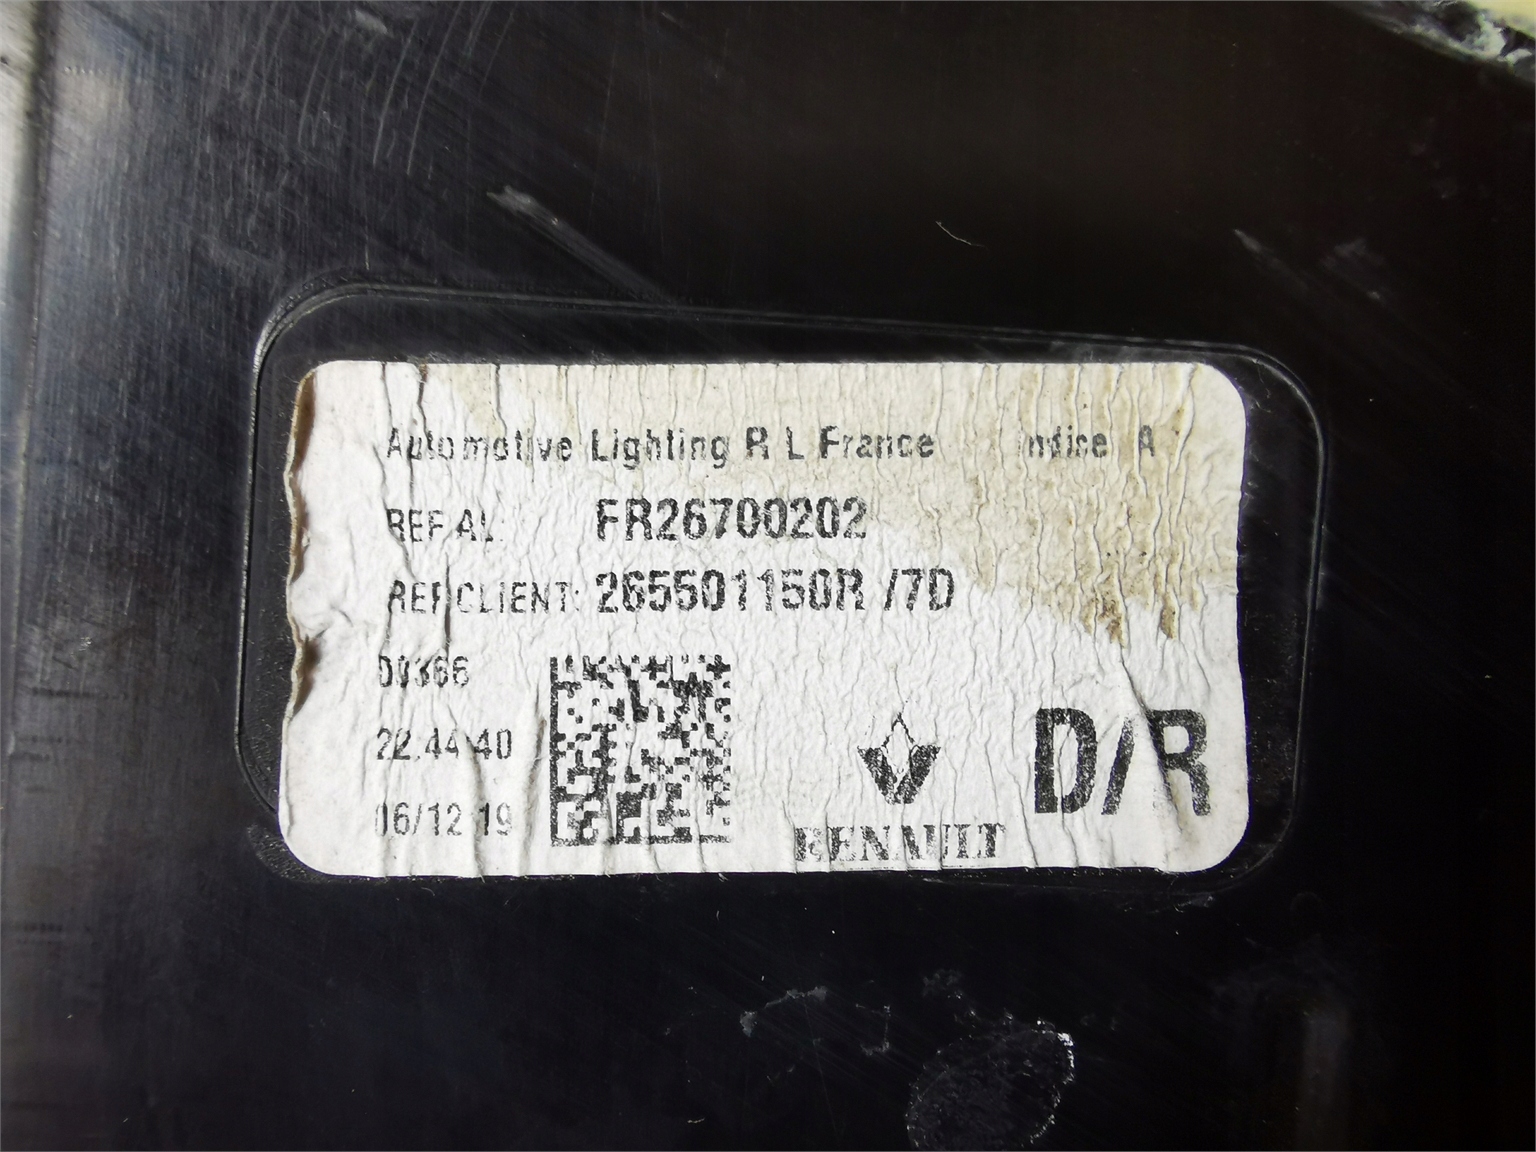 Automotive Lighting R L France Indice A
REF AL: FR26700202
REF CLIENT: 265501150R /7D
00366
22:44:40
06/12/19
RENAULT
D/R